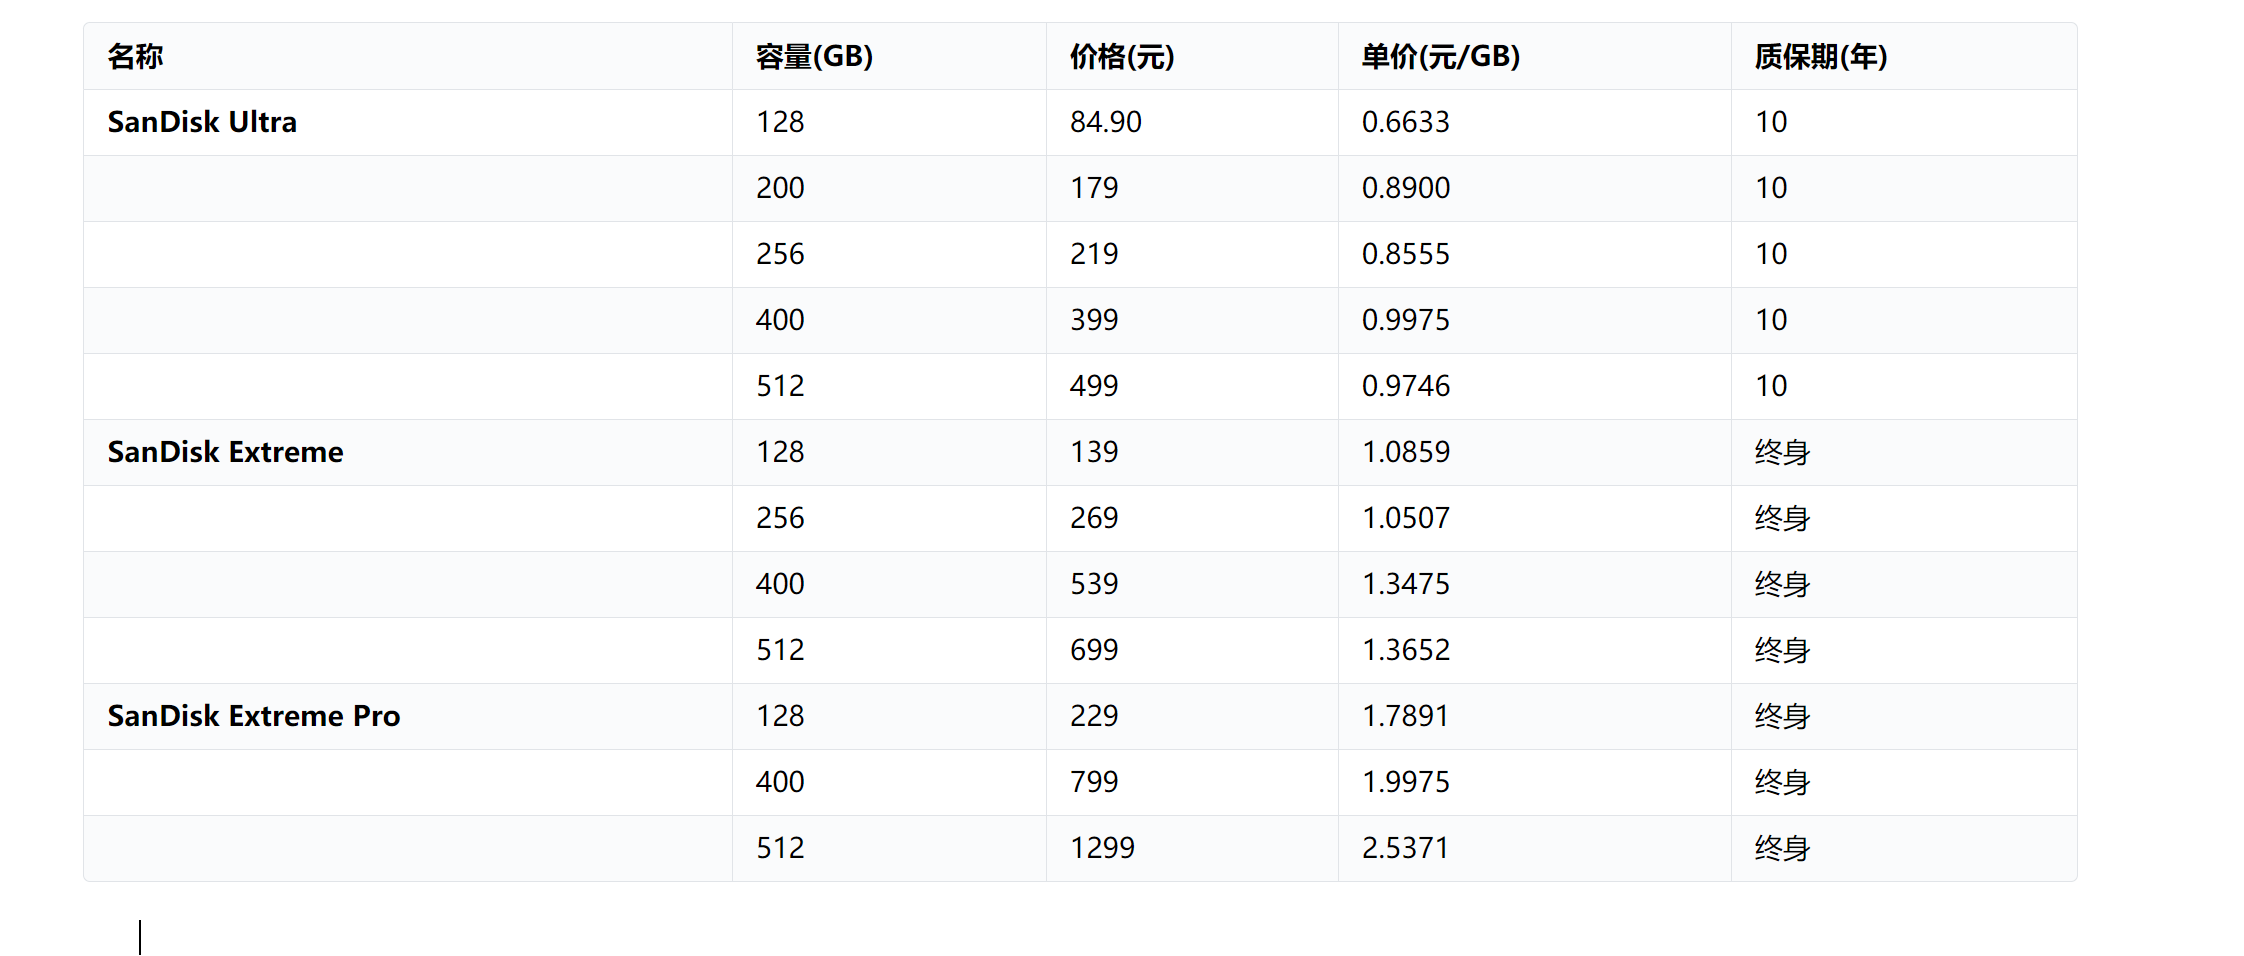 名称 容量(GB) 价格(元) 单价(元/GB) 质保期(年)
SanDisk Ultra 128 84.90 0.6633 10
200 179 0.8900 10
256 219 0.8555 10
400 399 0.9975 10
512 499 0.9746 10
SanDisk Extreme 128 139 1.0859 终身
256 269 1.0507 终身
400 539 1.3475 终身
512 699 1.3652 终身
SanDisk Extreme Pro 128 229 1.7891 终身
400 799 1.9975 终身
512 1299 2.5371 终身